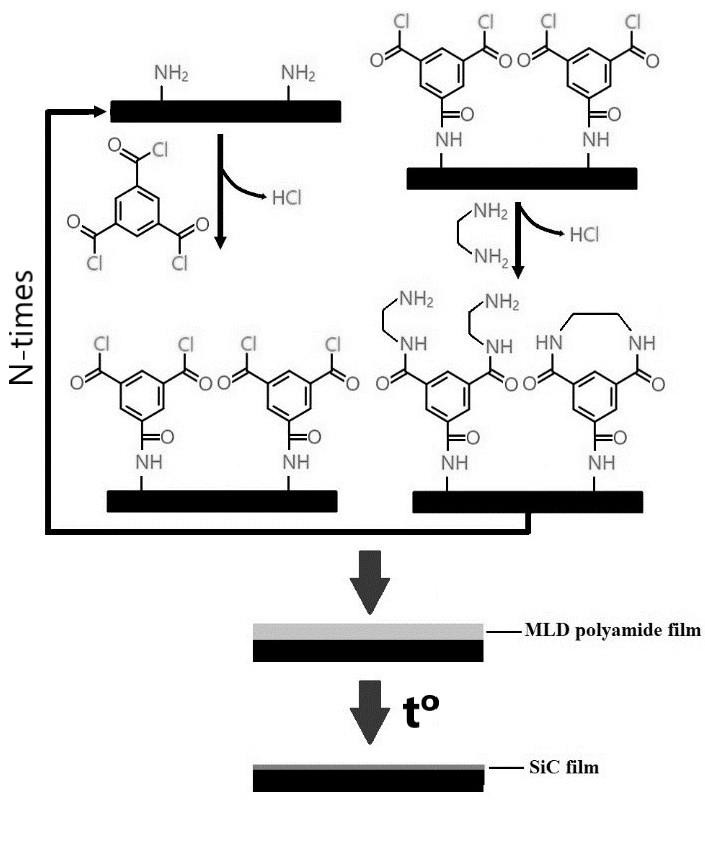 NH₂ NH₂
O Cl
O O
Cl Cl
HCl
Cl Cl Cl Cl
O O O O
O O
NH NH
NH₂
NH₂
HCl
N-times
Cl Cl Cl Cl
O O O O
O O
NH NH
NH₂ NH₂
NH NH HN NH
O O O O
O O
NH NH
MLD polyamide film
tº
SiC film